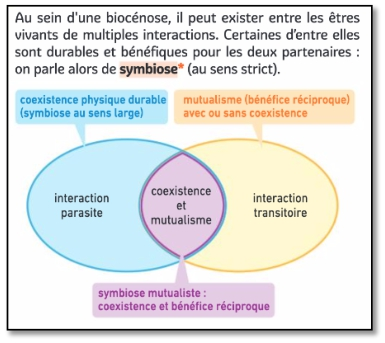 Au sein d'une biocénose, il peut exister entre les êtres
vivants de multiples interactions. Certaines d'entre elles
sont durables et bénéfiques pour les deux partenaires :
on parle alors de symbiose* (au sens strict).
coexistence physique durable
(symbiose au sens large)
mutualisme (bénéfice réciproque)
avec ou sans coexistence
interaction
parasite
coexistence
et
mutualisme
interaction
transitoire
symbiose mutualiste :
coexistence et bénéfice réciproque